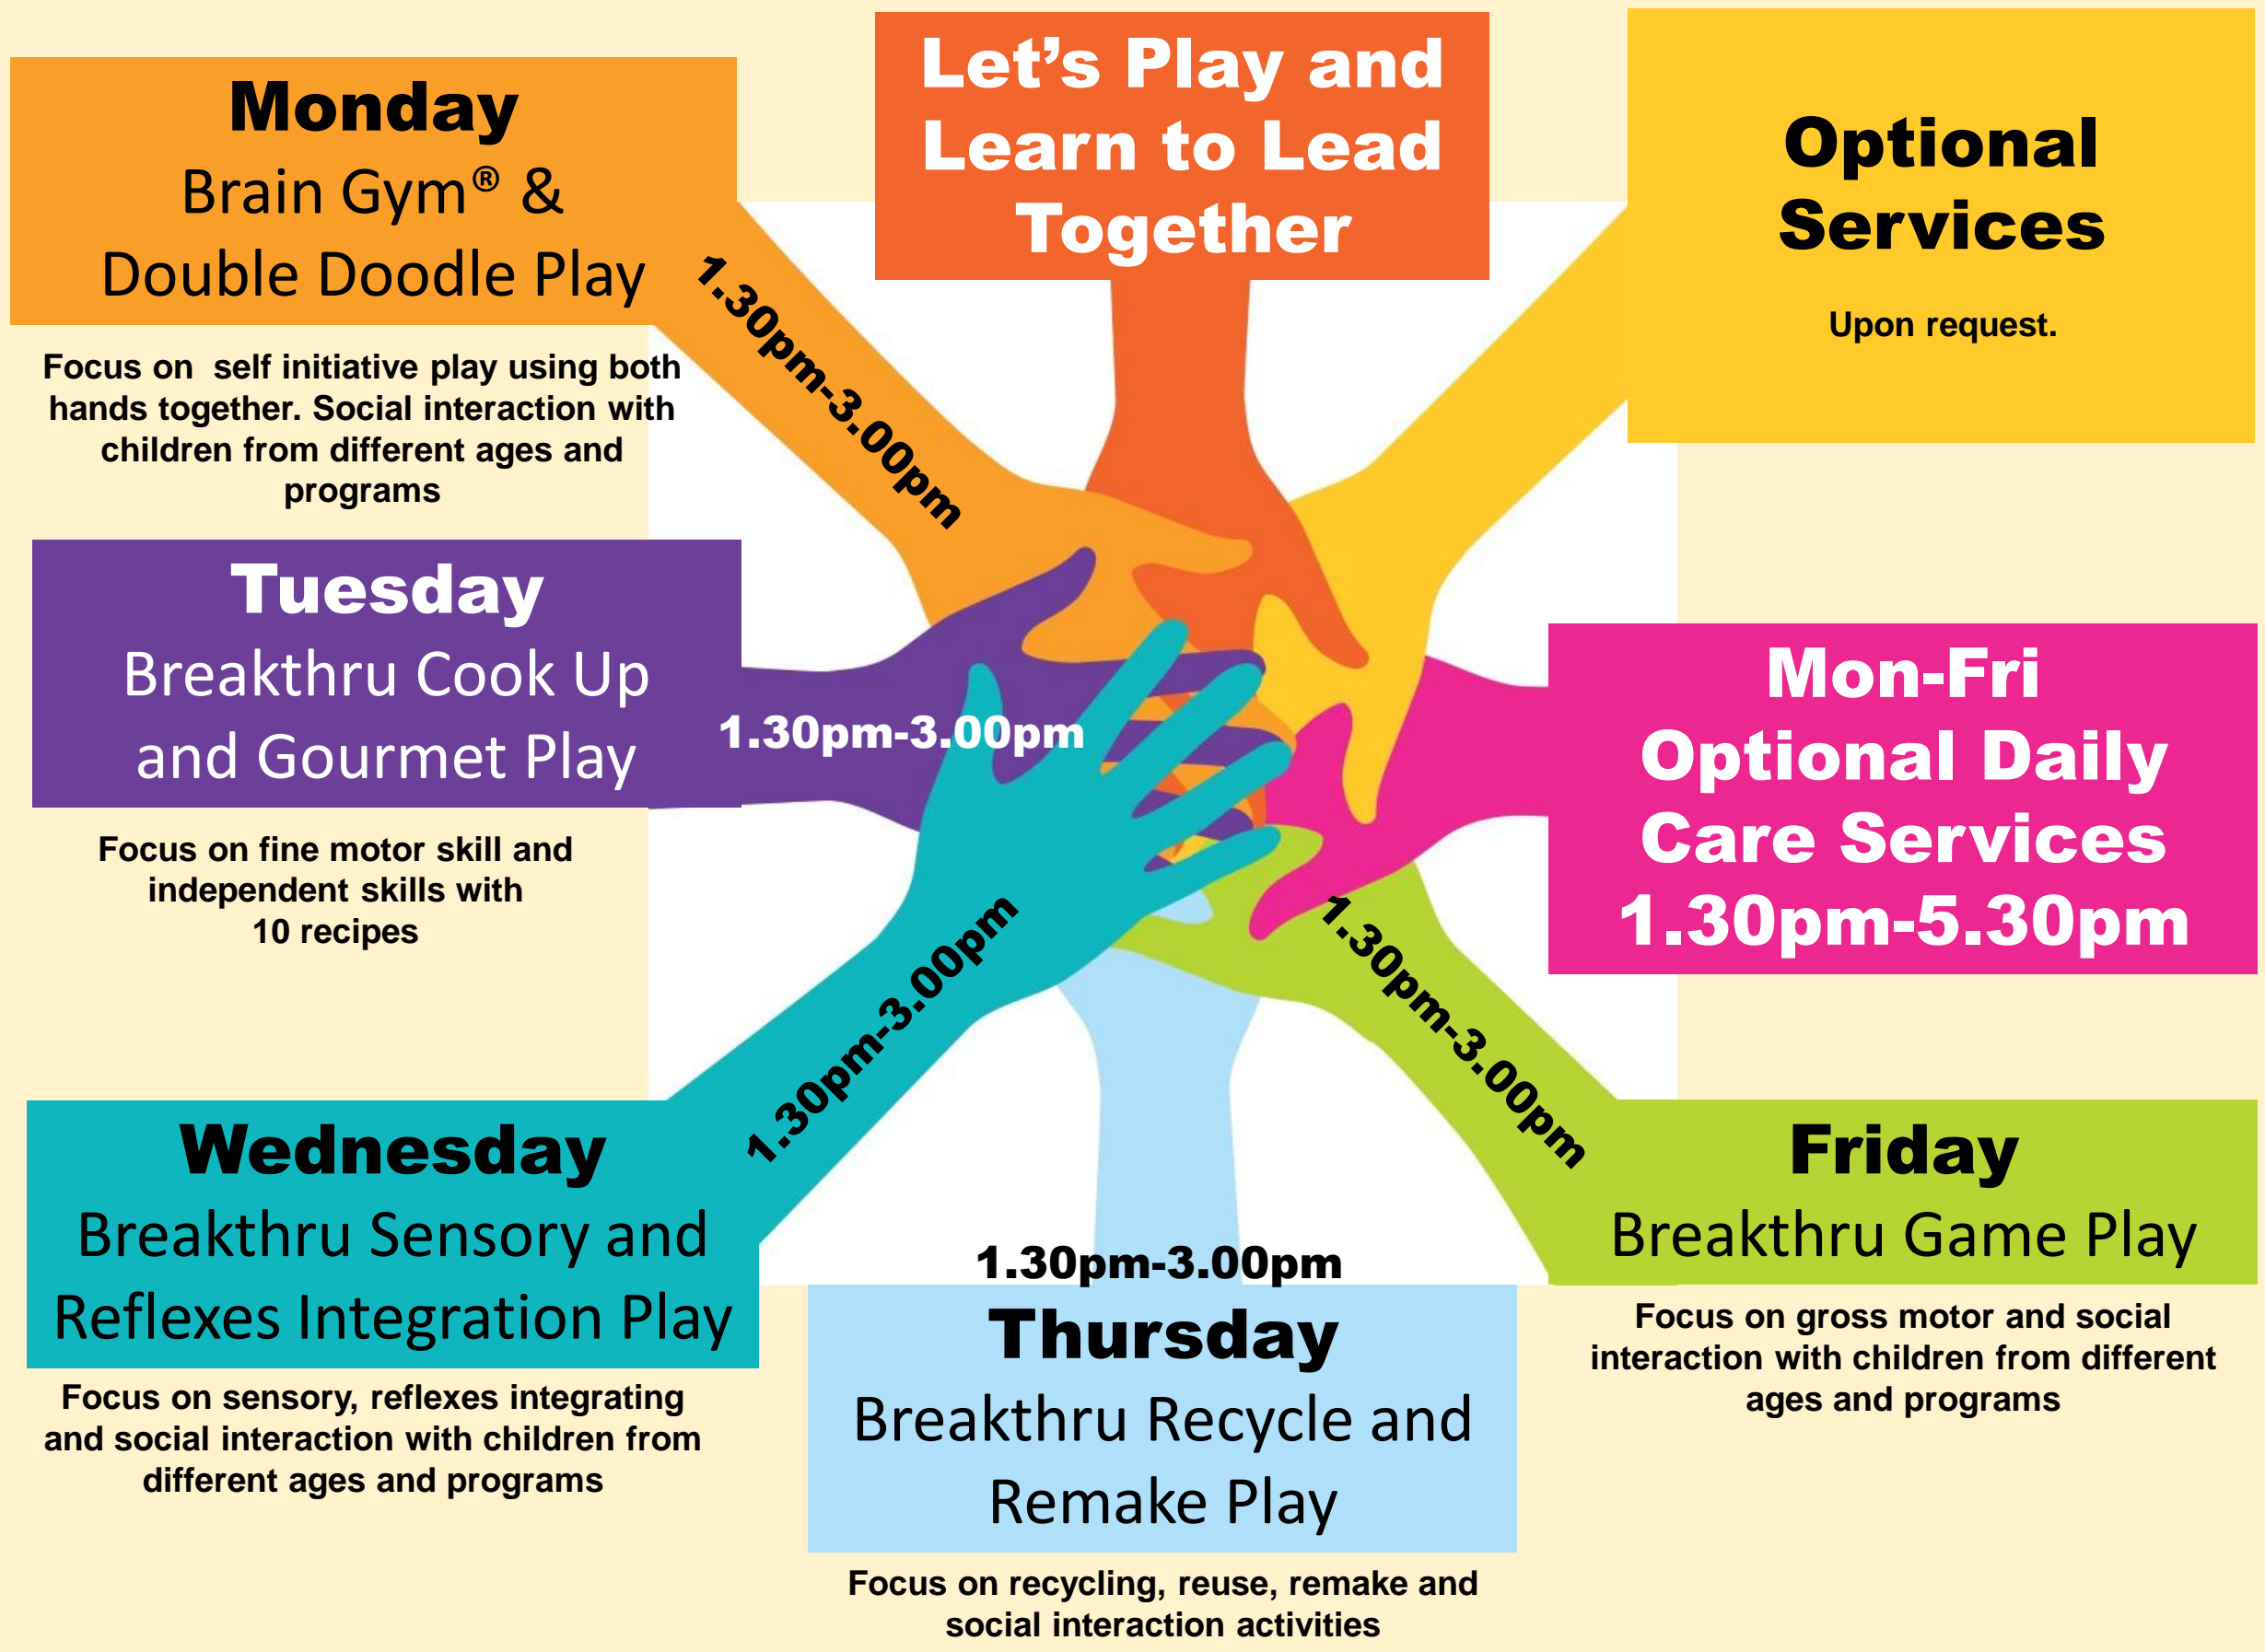 Let’s Play and
Learn to Lead
Together
Monday
Brain Gym® &
Double Doodle Play
1.30pm-3.00pm
Focus on  self initiative play using both
hands together. Social interaction with
children from different ages and
programs
Tuesday
Breakthru Cook Up
and Gourmet Play
1.30pm-3.00pm
Focus on fine motor skill and
independent skills with
10 recipes
Wednesday
Breakthru Sensory and
Reflexes Integration Play
1.30pm-3.00pm
Focus on sensory, reflexes integrating
and social interaction with children from
different ages and programs
1.30pm-3.00pm
Thursday
Breakthru Recycle and
Remake Play
Focus on recycling, reuse, remake and
social interaction activities
1.30pm-3.00pm
Friday
Breakthru Game Play
Focus on gross motor and social
interaction with children from different
ages and programs
Mon-Fri
Optional Daily
Care Services
1.30pm-5.30pm
Optional
Services
Upon request.